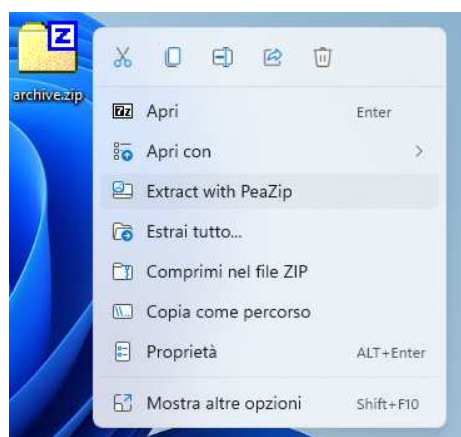 Z
archive.zip
Apri Enter
Apri con
Extract with PeaZip
Estrai tutto...
Comprimi nel file ZIP
Copia come percorso
Proprietà ALT+Enter
Mostra altre opzioni Shift+F10